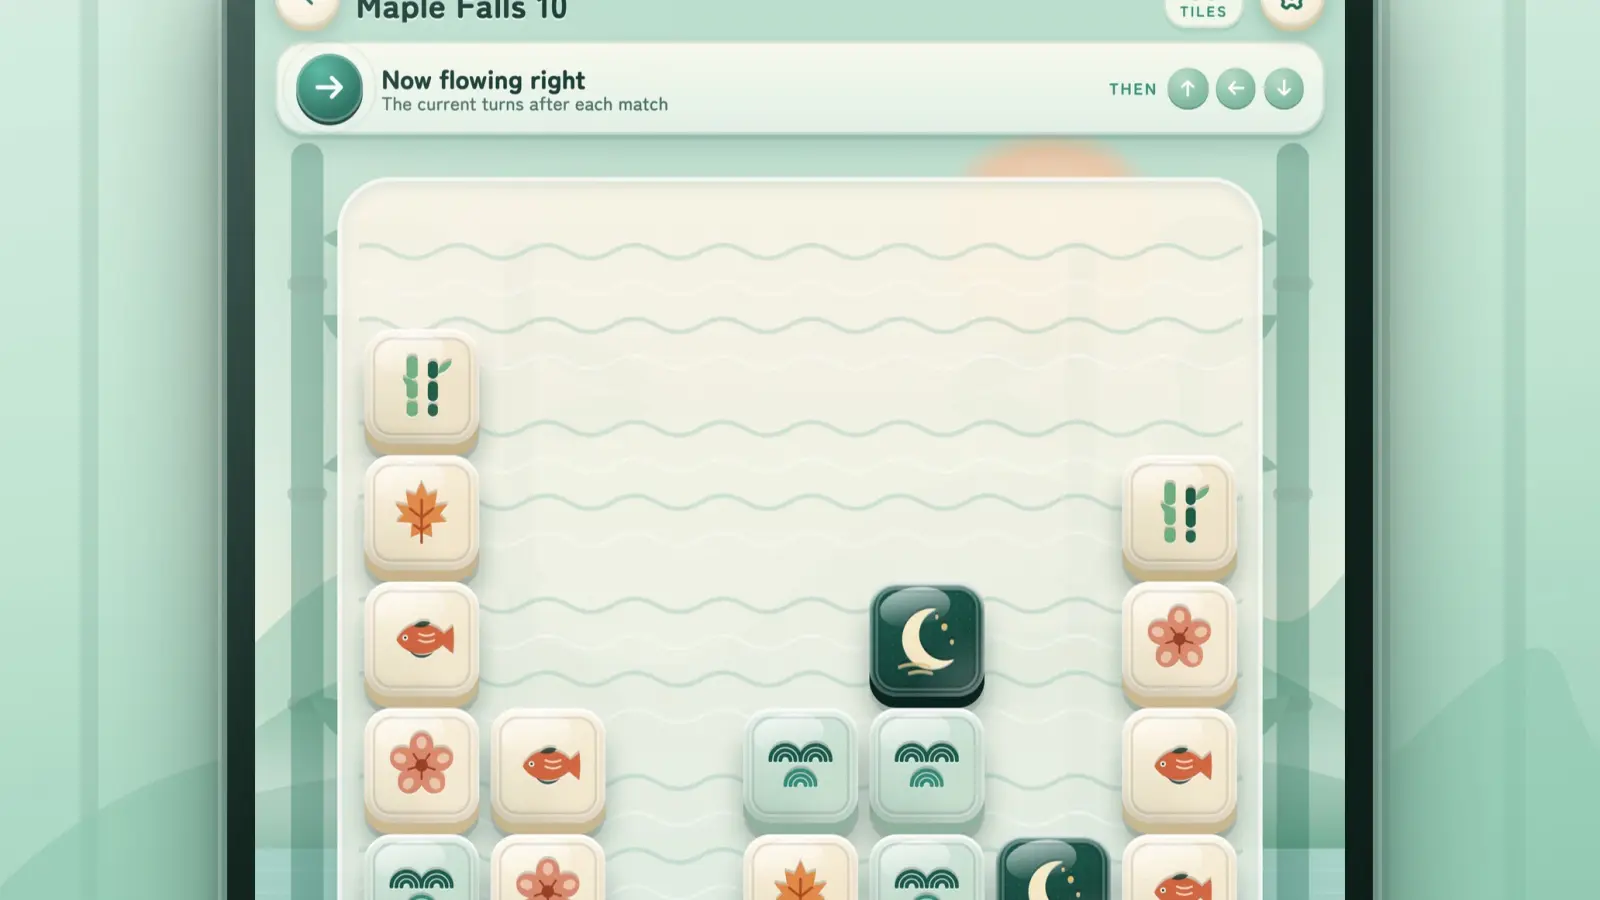 Maple Falls 10
TILES
Now flowing right
The current turns after each match
THEN